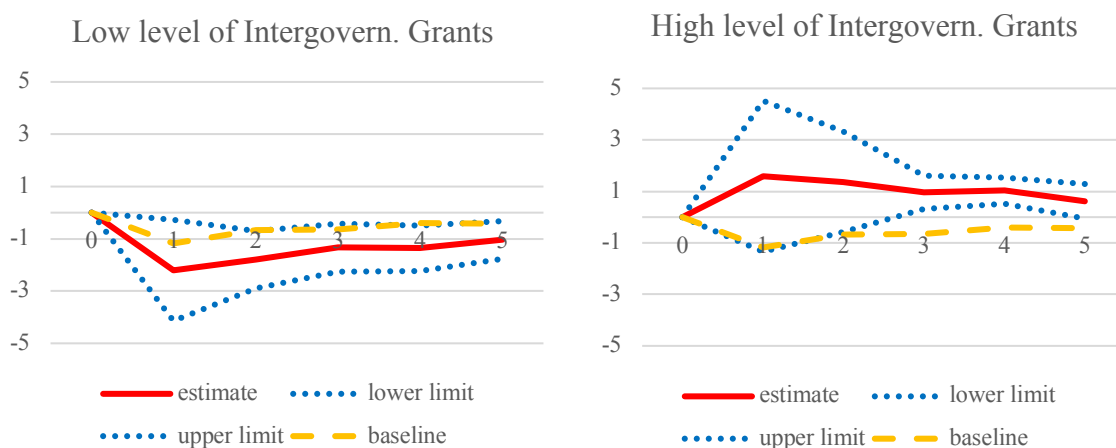 Low level of Intergovern. Grants
5
3
1
-1
-3
-5
0 1 2 3 4 5
estimate lower limit
upper limit baseline
High level of Intergovern. Grants
5
3
1
-1
-3
-5
0 1 2 3 4 5
estimate lower limit
upper limit baseline